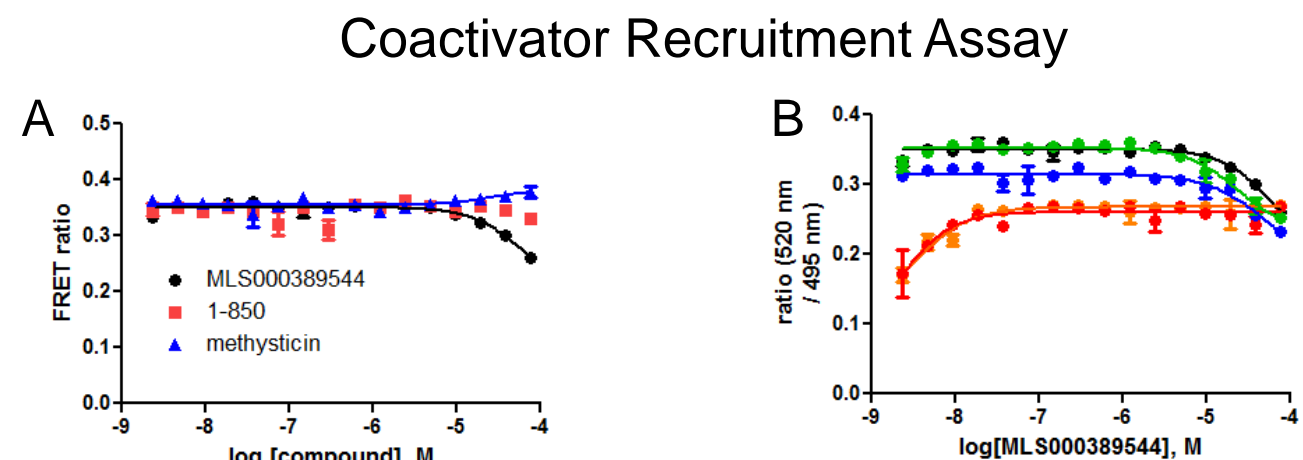 Coactivator Recruitment Assay
A
FRET ratio
0.5
0.4
0.3
0.2
0.1
0.0
MLS000389544
1-850
methysticin
-9 -8 -7 -6 -5 -4
log [compound], M
B
ratio (520 nm
/ 495 nm)
0.4
0.3
0.2
0.1
0.0
-9 -8 -7 -6 -5 -4
log[MLS000389544], M